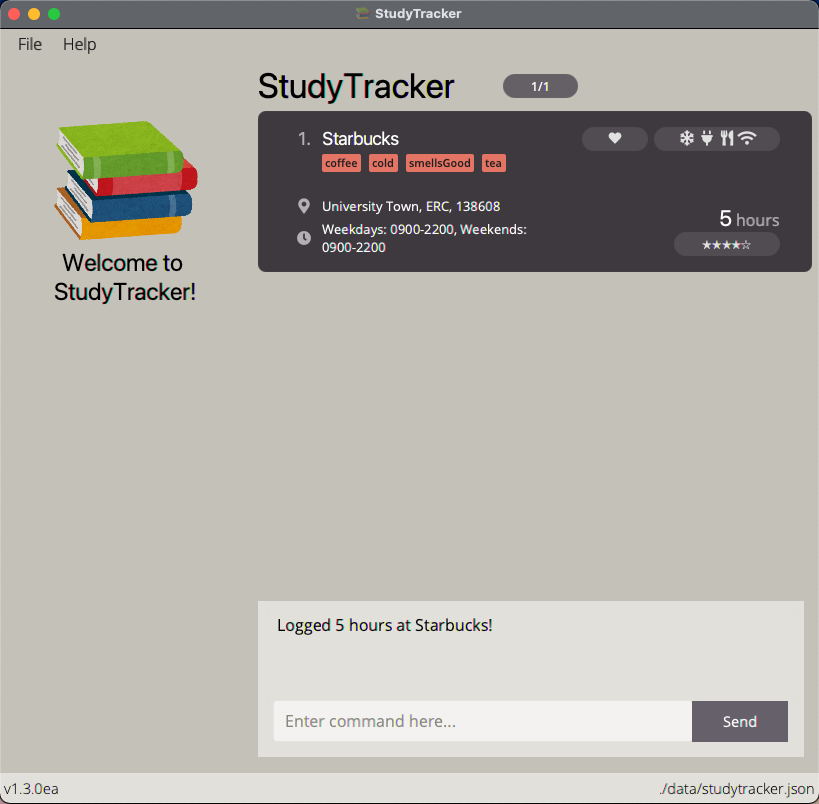 StudyTracker
File Help
StudyTracker 1/1
Welcome to
StudyTracker!
1. Starbucks
coffee cold smellsGood tea
University Town, ERC, 138608
Weekdays: 0900-2200, Weekends:
0900-2200
5 hours
★★★★☆
Logged 5 hours at Starbucks!
Enter command here...
Send
v1.3.0ea
./data/studytracker.json